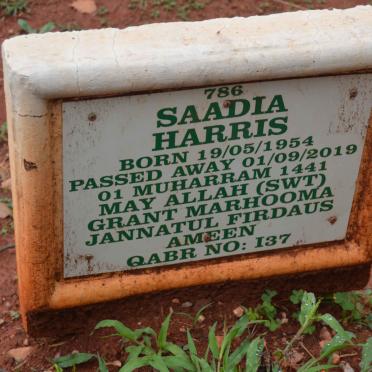 786
SAADIA
HARRIS
BORN 19/05/1954
PASSED AWAY 01/09/2019
01 MUHARRAM 1441
MAY ALLAH (SWT)
GRANT MARHOOMA
JANNATUL FIRDAUS
AMEEN
QABR NO: I37